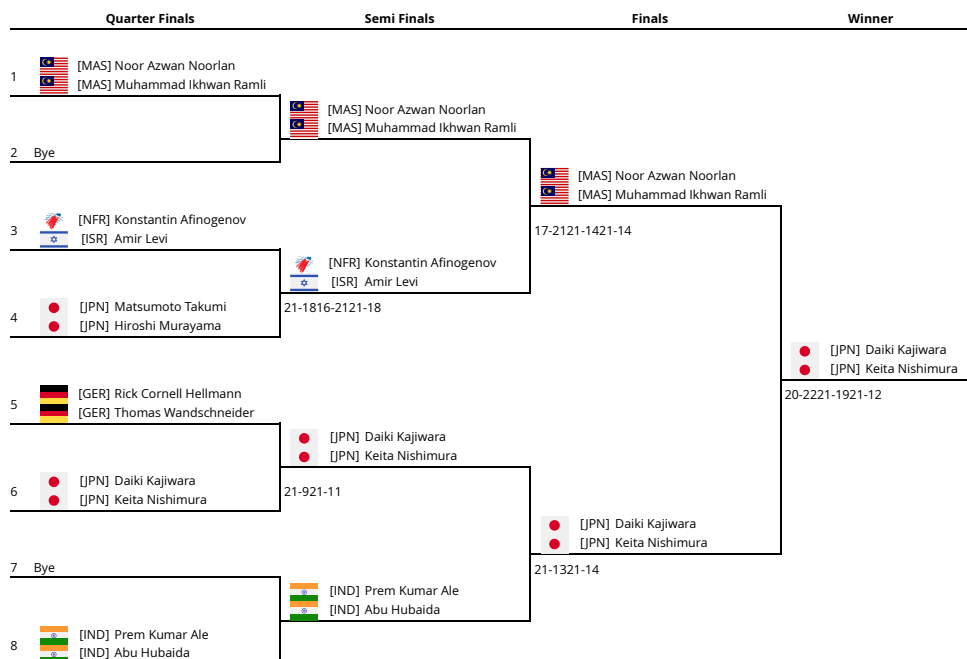 Quarter Finals Semi Finals Finals Winner
1 [MAS] Noor Azwan Noorlan
[MAS] Muhammad Ikhwan Ramli
2 Bye
3 [NFR] Konstantin Afinogenov
[ISR] Amir Levi
4 [JPN] Matsumoto Takumi
[JPN] Hiroshi Murayama
5 [GER] Rick Cornell Hellmann
[GER] Thomas Wandschneider
6 [JPN] Daiki Kajiwara
[JPN] Keita Nishimura
7 Bye
8 [IND] Prem Kumar Ale
[IND] Abu Hubaida
[MAS] Noor Azwan Noorlan
[MAS] Muhammad Ikhwan Ramli
[NFR] Konstantin Afinogenov
[ISR] Amir Levi
21-1816-2121-18
[JPN] Daiki Kajiwara
[JPN] Keita Nishimura
21-921-11
[IND] Prem Kumar Ale
[IND] Abu Hubaida
[MAS] Noor Azwan Noorlan
[MAS] Muhammad Ikhwan Ramli
17-2121-1421-14
[JPN] Daiki Kajiwara
[JPN] Keita Nishimura
21-1321-14
[JPN] Daiki Kajiwara
[JPN] Keita Nishimura
20-2221-1921-12